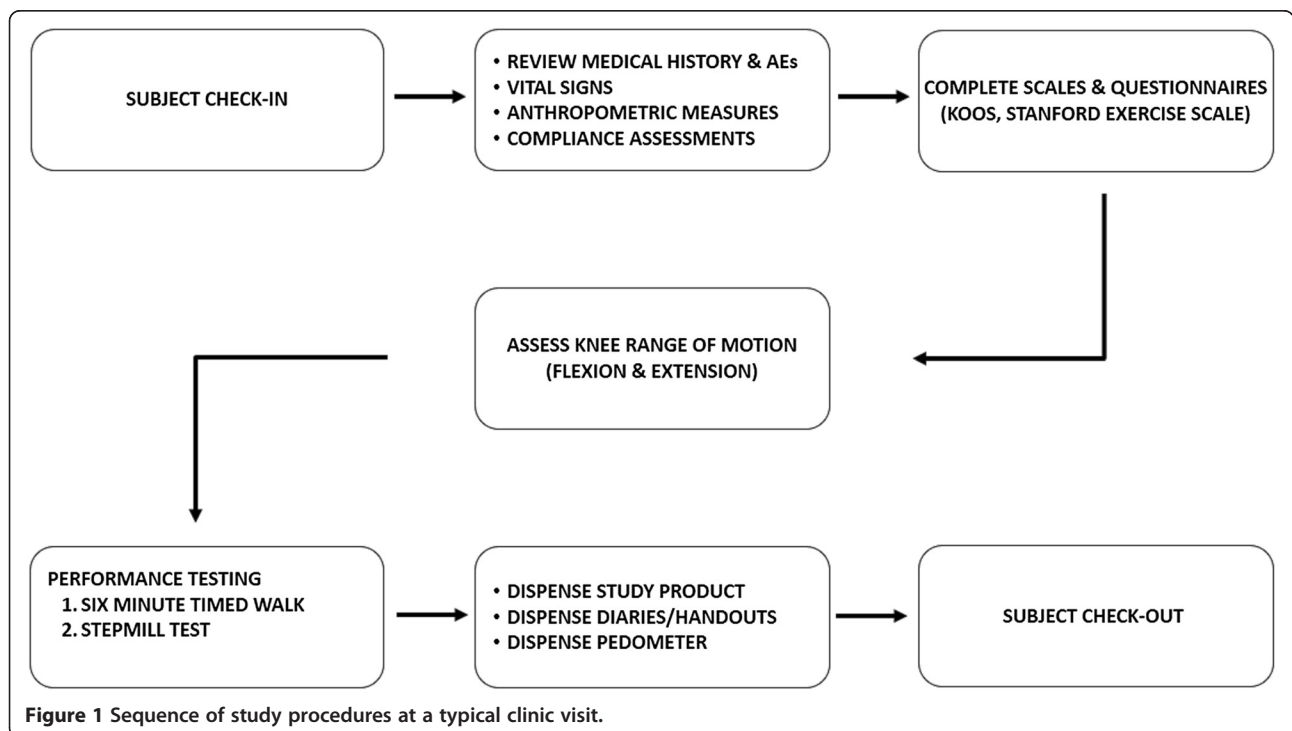 SUBJECT CHECK-IN
• REVIEW MEDICAL HISTORY & AEs
• VITAL SIGNS
• ANTHROPOMETRIC MEASURES
• COMPLIANCE ASSESSMENTS
COMPLETE SCALES & QUESTIONNAIRES
(KOOS, STANFORD EXERCISE SCALE)
ASSESS KNEE RANGE OF MOTION
(FLEXION & EXTENSION)
PERFORMANCE TESTING
1. SIX MINUTE TIMED WALK
2. STEPMILL TEST
• DISPENSE STUDY PRODUCT
• DISPENSE DIARIES/HANDOUTS
• DISPENSE PEDOMETER
SUBJECT CHECK-OUT
Figure 1 Sequence of study procedures at a typical clinic visit.